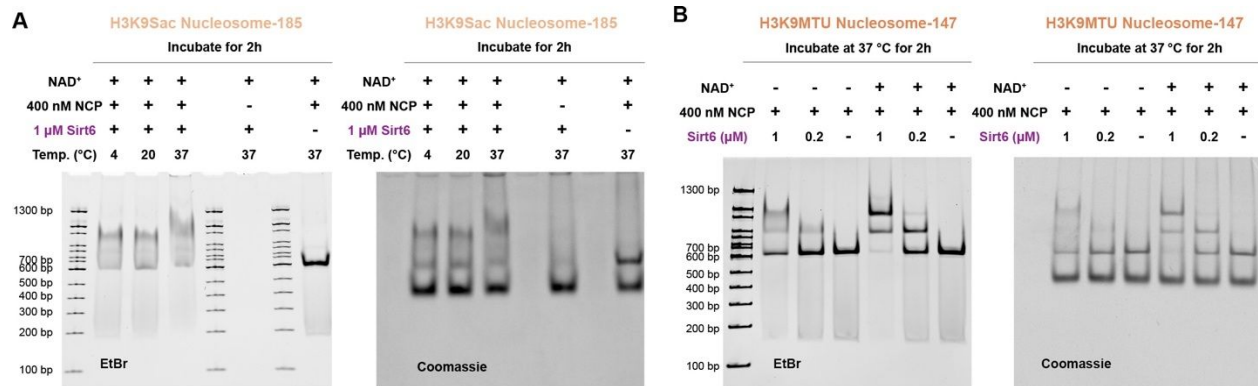 A
H3K9Sac Nucleosome-185
Incubate for 2h
NAD+ + + + + +
400 nM NCP + + + - +
1 µM Sirt6 + + + + -
Temp. (°C) 4 20 37 37 37
1300 bp
700 bp
600 bp
500 bp
400 bp
300 bp
200 bp
100 bp
EtBr
H3K9Sac Nucleosome-185
Incubate for 2h
NAD+ + + + + +
400 nM NCP + + + - +
1 µM Sirt6 + + + + -
Temp. (°C) 4 20 37 37 37
Coomassie
B
H3K9MTU Nucleosome-147
Incubate at 37 °C for 2h
NAD+ - - - + + +
400 nM NCP + + + + + +
Sirt6 (µM) 1 0.2 - 1 0.2 -
1300 bp
700 bp
600 bp
500 bp
400 bp
300 bp
200 bp
100 bp
EtBr
H3K9MTU Nucleosome-147
Incubate at 37 °C for 2h
NAD+ - - - + + +
400 nM NCP + + + + + +
Sirt6 (µM) 1 0.2 - 1 0.2 -
Coomassie